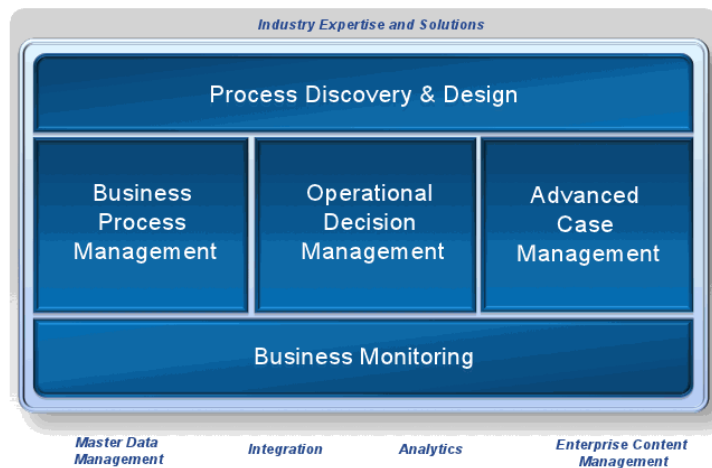 Industry Expertise and Solutions
Process Discovery & Design
Business
Process
Management
Operational
Decision
Management
Advanced
Case
Management
Business Monitoring
Master Data
Management
Integration
Analytics
Enterprise Content
Management